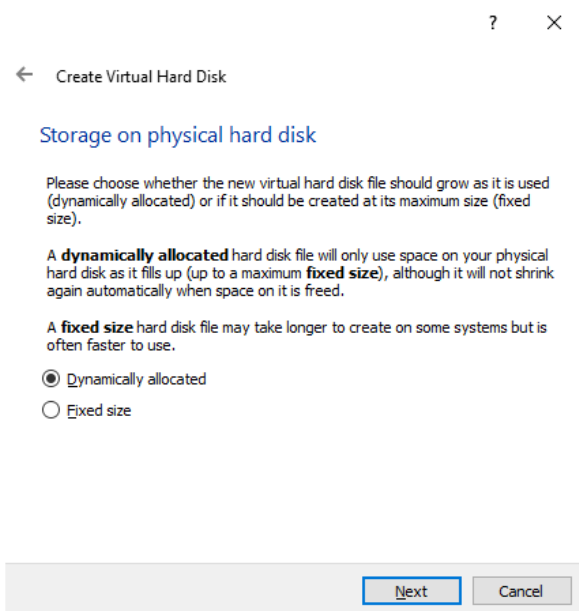 ?
Create Virtual Hard Disk
Storage on physical hard disk
Please choose whether the new virtual hard disk file should grow as it is used
(dynamically allocated) or if it should be created at its maximum size (fixed
size).
A dynamically allocated hard disk file will only use space on your physical
hard disk as it fills up (up to a maximum fixed size), although it will not shrink
again automatically when space on it is freed.
A fixed size hard disk file may take longer to create on some systems but is
often faster to use.
Dynamically allocated
Fixed size
Next Cancel